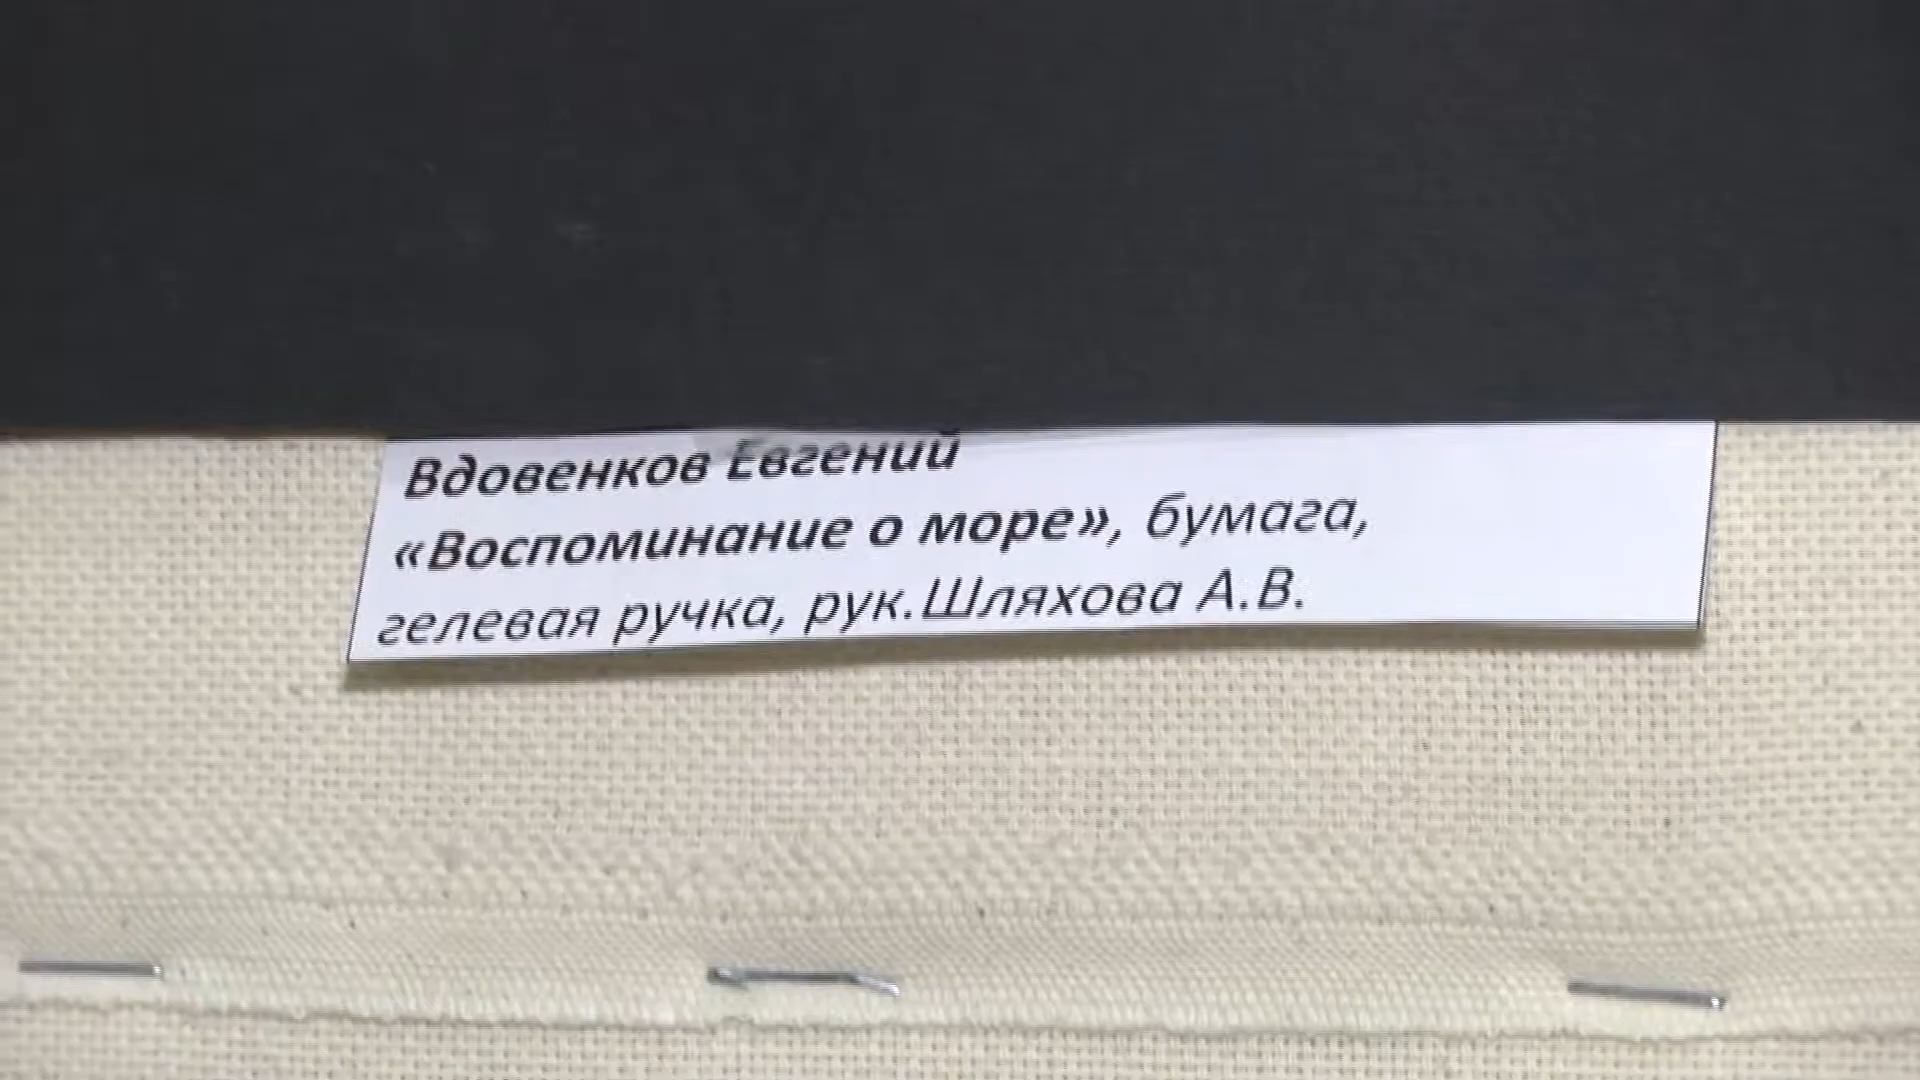 Вдовенков Евгений
«Воспоминание о море», бумага,
гелевая ручка, рук.Шляхова А.В.